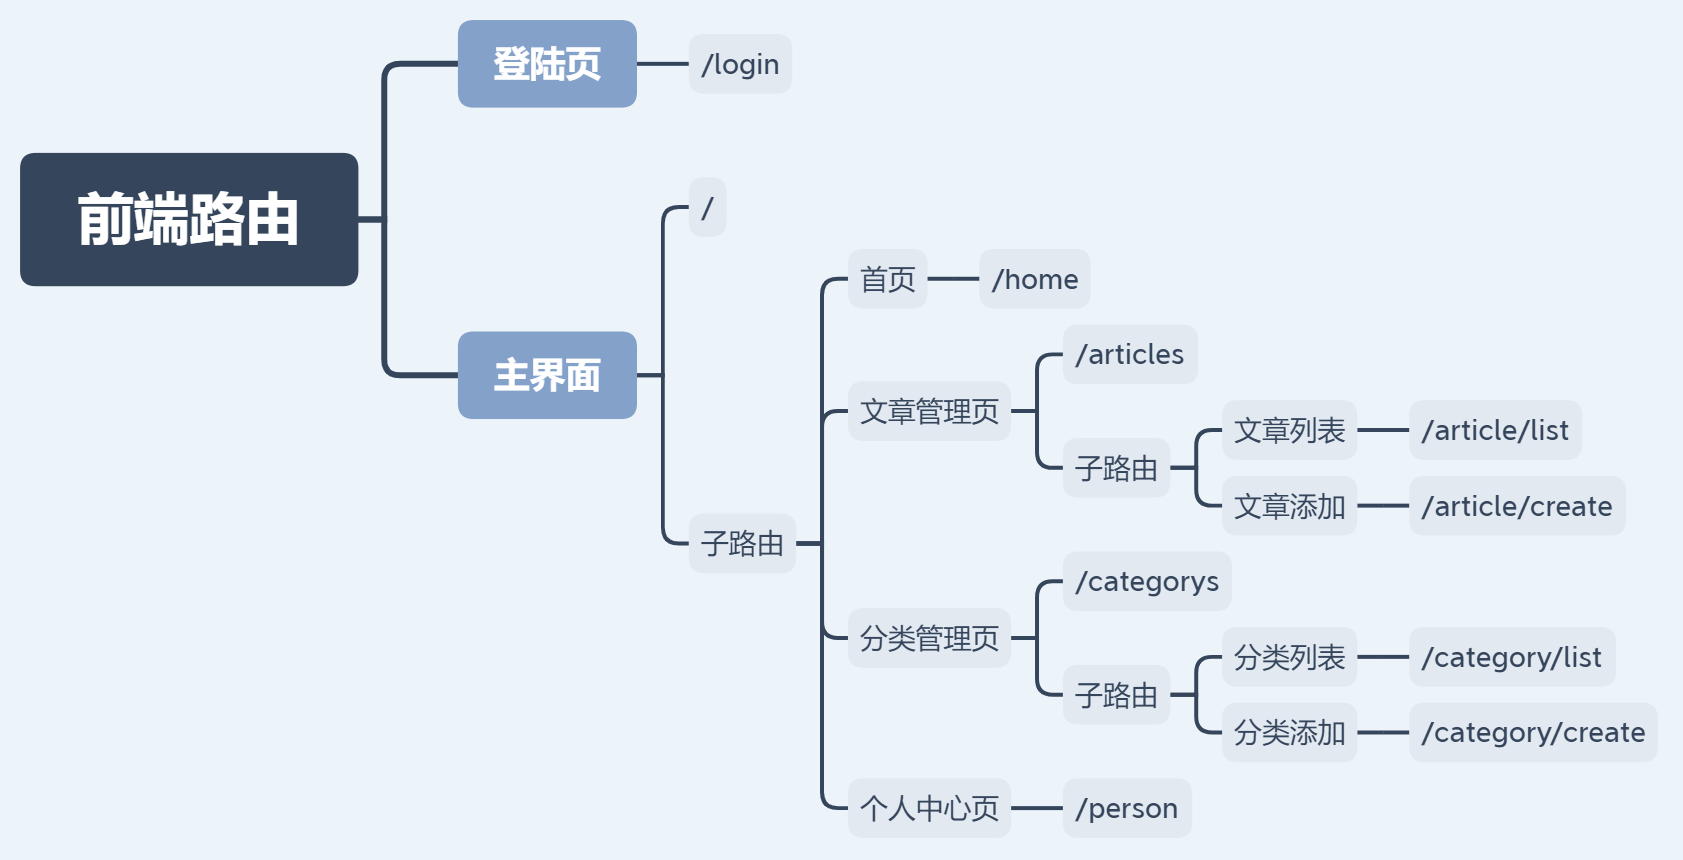 前端路由
登陆页
/login
主界面
/
子路由
首页
/home
文章管理页
/articles
子路由
文章列表
/article/list
文章添加
/article/create
分类管理页
/categorys
子路由
分类列表
/category/list
分类添加
/category/create
个人中心页
/person